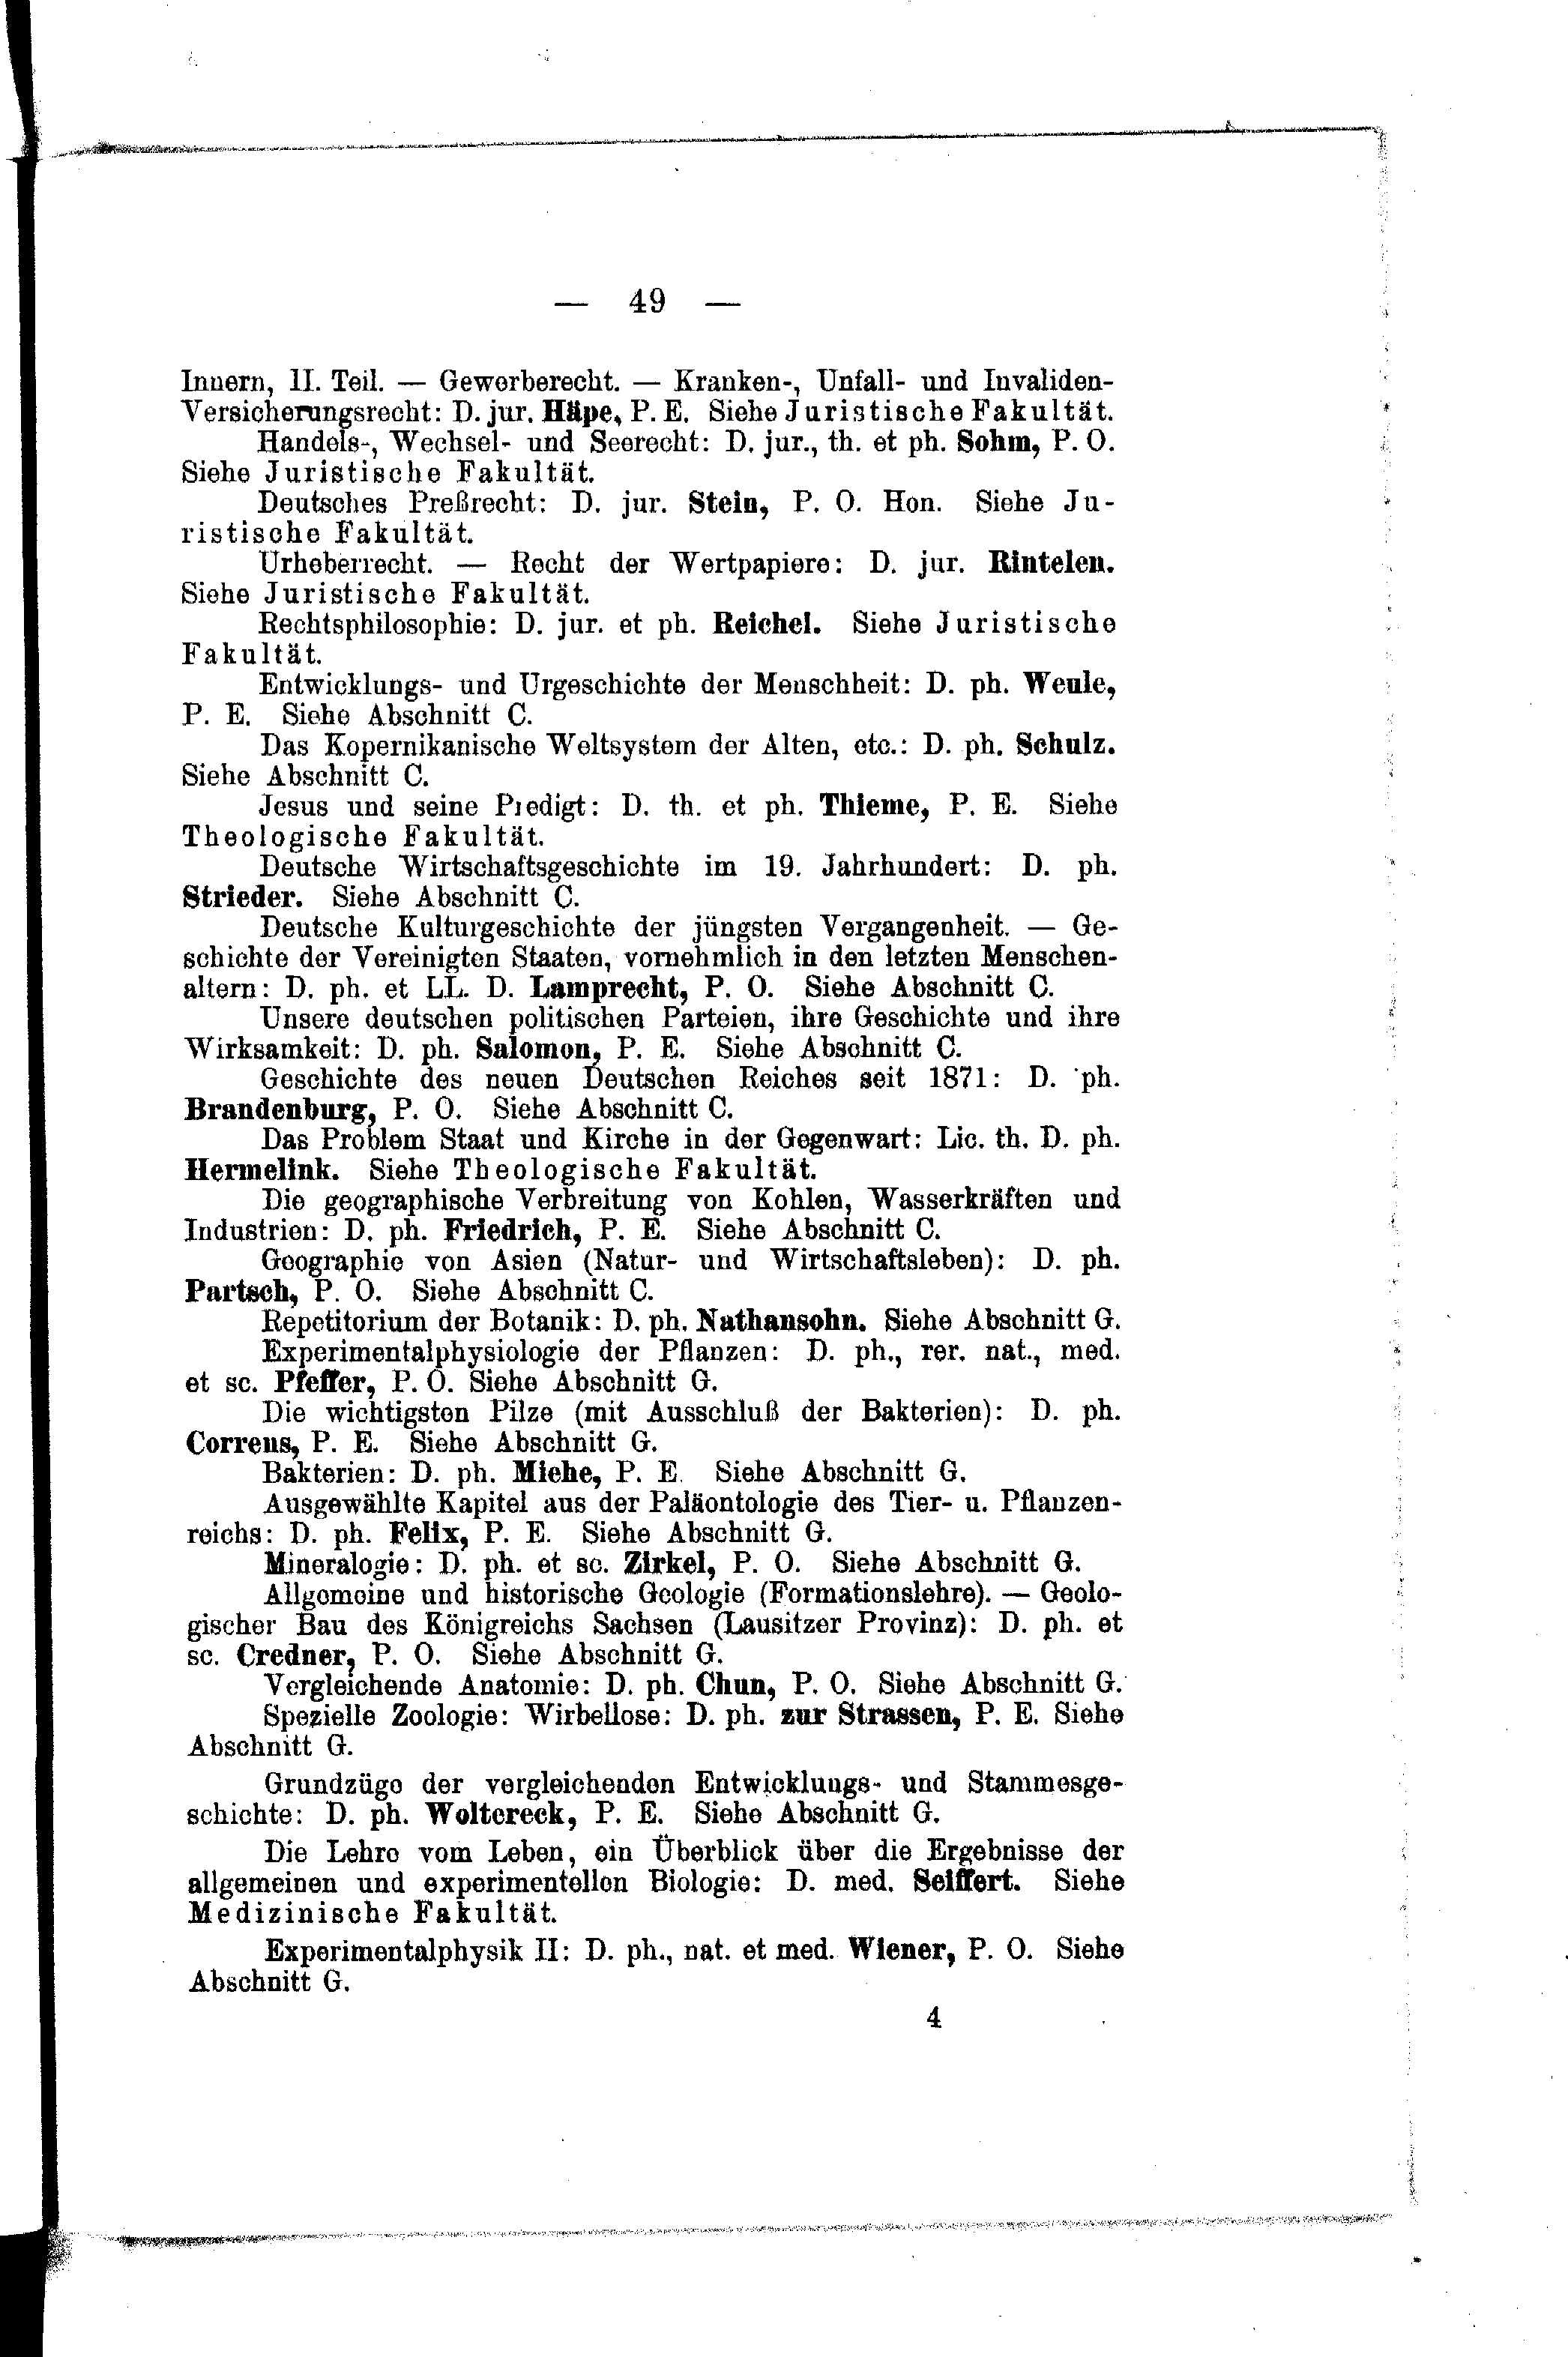 — 49 —
Innern, II. Teil. — Gewerberecht. — Kranken-, Unfall- und Invaliden-
Versicherungsrecht: D. jur. Häpe, P. E. Siehe Juristische Fakultät.
Handels-, Wechsel- und Seerecht: D. jur., th. et ph. Sohm, P. O.
Siehe Juristische Fakultät.
Deutsches Preßrecht: D. jur. Stein, P. O. Hon. Siehe Ju-
ristische Fakultät.
Urheberrecht. — Recht der Wertpapiere: D. jur. Rintelen.
Siehe Juristische Fakultät.
Rechtsphilosophie: D. jur. et ph. Reichel. Siehe Juristische
Fakultät.
Entwicklungs- und Urgeschichte der Menschheit: D. ph. Weule,
P. E. Siehe Abschnitt C.
Das Kopernikanische Weltsystem der Alten, etc.: D. ph. Schulz.
Siehe Abschnitt C.
Jesus und seine Predigt: D. th. et ph. Thieme, P. E. Siehe
Theologische Fakultät.
Deutsche Wirtschaftsgeschichte im 19. Jahrhundert: D. ph.
Strieder. Siehe Abschnitt C.
Deutsche Kulturgeschichte der jüngsten Vergangenheit. — Ge-
schichte der Vereinigten Staaten, vornehmlich in den letzten Menschen-
altern: D. ph. et LL. D. Lamprecht, P. O. Siehe Abschnitt C.
Unsere deutschen politischen Parteien, ihre Geschichte und ihre
Wirksamkeit: D. ph. Salomon, P. E. Siehe Abschnitt C.
Geschichte des neuen Deutschen Reiches seit 1871: D. ph.
Brandenburg, P. O. Siehe Abschnitt C.
Das Problem Staat und Kirche in der Gegenwart: Lic. th. D. ph.
Hermelink. Siehe Theologische Fakultät.
Die geographische Verbreitung von Kohlen, Wasserkräften und
Industrien: D. ph. Friedrich, P. E. Siehe Abschnitt C.
Geographie von Asien (Natur- und Wirtschaftsleben): D. ph.
Partsch, P. O. Siehe Abschnitt C.
Repetitorium der Botanik: D. ph. Nathansohn. Siehe Abschnitt G.
Experimentalphysiologie der Pflanzen: D. ph., rer. nat., med.
et sc. Pfeffer, P. O. Siehe Abschnitt G.
Die wichtigsten Pilze (mit Ausschluß der Bakterien): D. ph.
Correns, P. E. Siehe Abschnitt G.
Bakterien: D. ph. Miehe, P. E. Siehe Abschnitt G.
Ausgewählte Kapitel aus der Paläontologie des Tier- u. Pflanzen-
reichs: D. ph. Felix, P. E. Siehe Abschnitt G.
Mineralogie: D. ph. et sc. Zirkel, P. O. Siehe Abschnitt G.
Allgemeine und historische Geologie (Formationslehre). — Geolo-
gischer Bau des Königreichs Sachsen (Lausitzer Provinz): D. ph. et
sc. Credner, P. O. Siehe Abschnitt G.
Vergleichende Anatomie: D. ph. Chun, P. O. Siehe Abschnitt G.
Spezielle Zoologie: Wirbellose: D. ph. zur Strassen, P. E. Siehe
Abschnitt G.
Grundzüge der vergleichenden Entwicklungs- und Stammesge-
schichte: D. ph. Woltereck, P. E. Siehe Abschnitt G.
Die Lehre vom Leben, ein Überblick über die Ergebnisse der
allgemeinen und experimentellen Biologie: D. med. Seiffert. Siehe
Medizinische Fakultät.
Experimentalphysik II: D. ph., nat. et med. Wiener, P. O. Siehe
Abschnitt G.
4